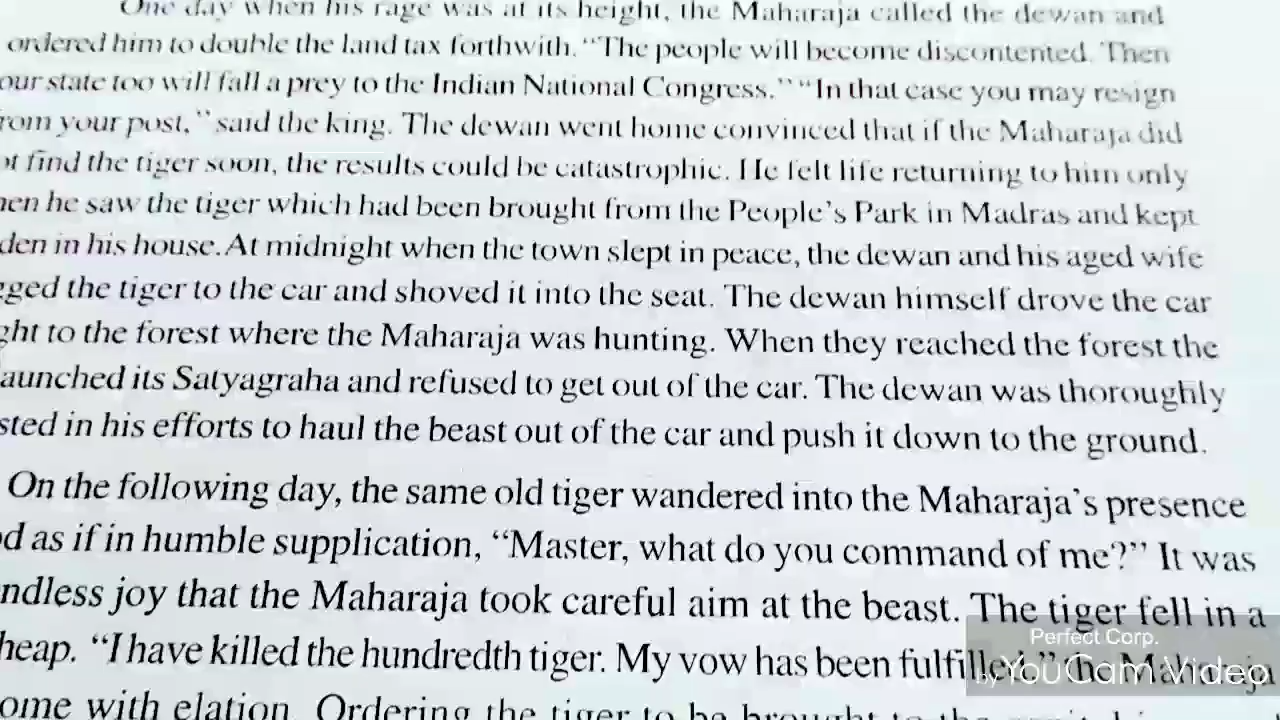 One day when his rage was at its height, the Maharaja called the dewan and
ordered him to double the land tax forthwith. “The people will become discontented. Then
our state too will fall a prey to the Indian National Congress.” “In that case you may resign
rom your post,” said the king. The dewan went home convinced that if the Maharaja did
ot find the tiger soon, the results could be catastrophic. He felt life returning to him only
hen he saw the tiger which had been brought from the People’s Park in Madras and kept
den in his house.At midnight when the town slept in peace, the dewan and his aged wife
gged the tiger to the car and shoved it into the seat. The dewan himself drove the car
ght to the forest where the Maharaja was hunting. When they reached the forest the
aunched its Satyagraha and refused to get out of the car. The dewan was thoroughly
sted in his efforts to haul the beast out of the car and push it down to the ground.
On the following day, the same old tiger wandered into the Maharaja’s presence
d as if in humble supplication, “Master, what do you command of me?” It was
ndless joy that the Maharaja took careful aim at the beast. The tiger fell in a
heap. “I have killed the hundredth tiger. My vow has been fulfilled,” the Maharaja
ome with elation. Ordering the tiger to be brought to the
Perfect Corp.
by YouCam Video